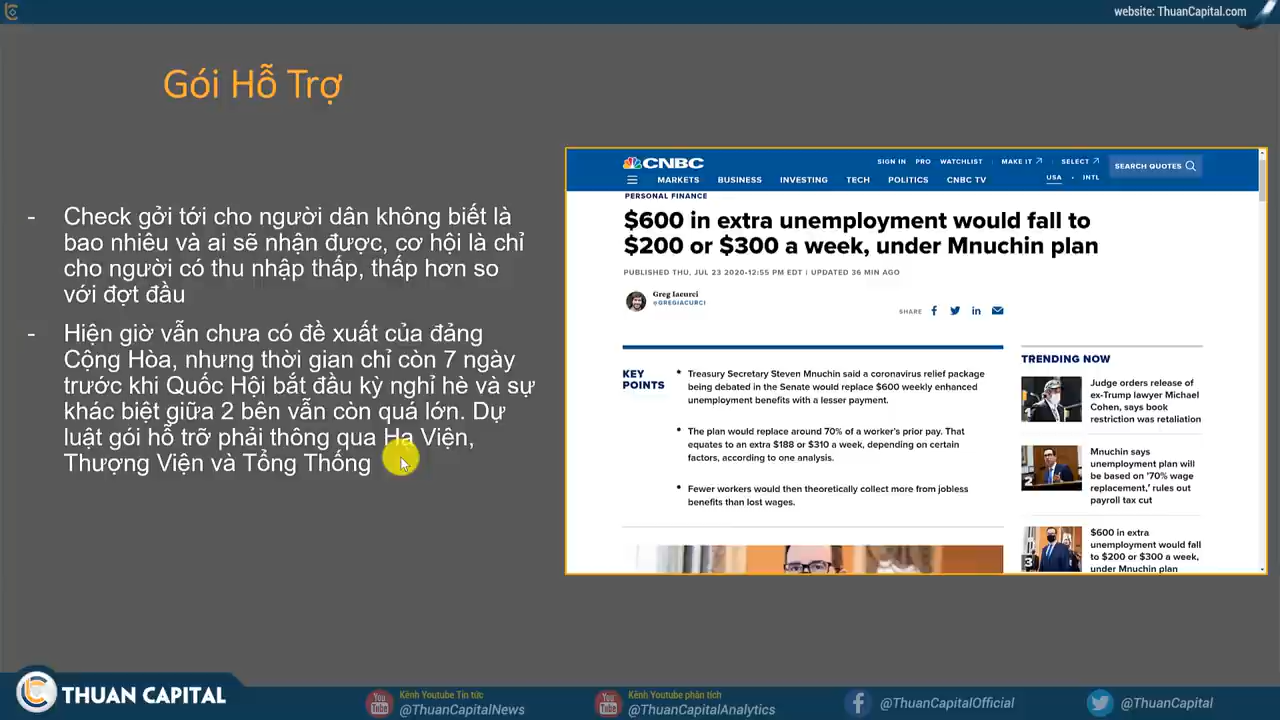 website: ThuanCapital.com
Gói Hỗ Trợ
- Check gởi tới cho người dân không biết là
bao nhiêu và ai sẽ nhận được, cơ hội là chỉ
cho người có thu nhập thấp, thấp hơn so
với đợt đầu
- Hiện giờ vẫn chưa có đề xuất của đảng
Cộng Hòa, nhưng thời gian chỉ còn 7 ngày
trước khi Quốc Hội bắt đầu kỳ nghỉ hè và sự
khác biệt giữa 2 bên vẫn còn quá lớn. Dự
luật gói hỗ trỡ phải thông qua Hạ Viện,
Thượng Viện và Tổng Thống
CNBC
SIGN IN PRO WATCHLIST MAKE IT SELECT
SEARCH QUOTES
USA • INTL
MARKETS BUSINESS INVESTING TECH POLITICS CNBC TV
PERSONAL FINANCE
$600 in extra unemployment would fall to
$200 or $300 a week, under Mnuchin plan
PUBLISHED THU, JUL 23 2020•12:55 PM EDT | UPDATED 36 MIN AGO
Greg Iacurci
@GREGIACURCI
SHARE
KEY
POINTS
• Treasury Secretary Steven Mnuchin said a coronavirus relief package
being debated in the Senate would replace $600 weekly enhanced
unemployment benefits with a lesser payment.
• The plan would replace around 70% of a worker's prior pay. That
equates to an extra $188 or $310 a week, depending on certain
factors, according to one analysis.
• Fewer workers would then theoretically collect more from jobless
benefits than lost wages.
TRENDING NOW
Judge orders release of
ex-Trump lawyer Michael
Cohen, says book
restriction was retaliation
2
Mnuchin says
unemployment plan will
be based on '70% wage
replacement,' rules out
payroll tax cut
3
$600 in extra
unemployment would fall
to $200 or $300 a week,
under Mnuchin plan
THUAN CAPITAL
You Tube
Kênh Youtube Tin tức
@ThuanCapitalNews
You Tube
Kênh Youtube phân tích
@ThuanCapitalAnalytics
@ThuanCapitalOfficial
@ThuanCapital